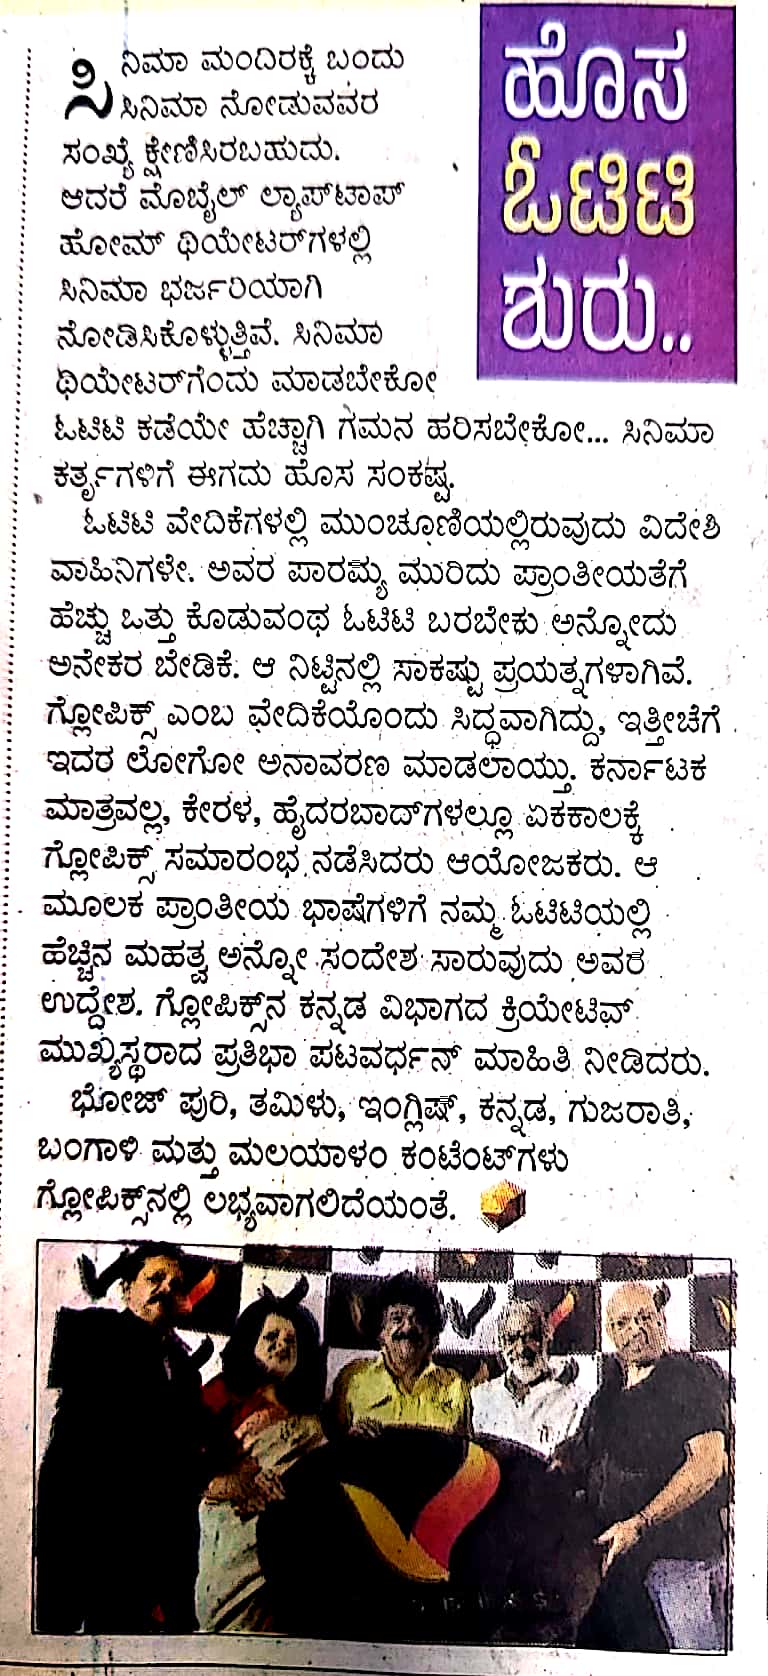 ಹೊಸ
ಓಟಿಟಿ
ಶುರು..
ಸಿನಿಮಾ ಮಂದಿರಕ್ಕೆ ಬಂದು
ಸಿನಿಮಾ ನೋಡುವವರ
ಸಂಖ್ಯೆ ಕ್ಷೀಣಿಸಿರಬಹುದು.
ಆದರೆ ಮೊಬೈಲ್ ಲ್ಯಾಪ್‌ಟಾಪ್
ಹೋಮ್ ಥಿಯೇಟರ್‌ಗಳಲ್ಲಿ
ಸಿನಿಮಾ ಭರ್ಜರಿಯಾಗಿ
ನೋಡಿಸಿಕೊಳ್ಳುತ್ತಿವೆ. ಸಿನಿಮಾ
ಥಿಯೇಟರ್‌ಗೆಂದು ಮಾಡಬೇಕೋ
ಓಟಿಟಿ ಕಡೆಯೇ ಹೆಚ್ಚಾಗಿ ಗಮನ ಹರಿಸಬೇಕೋ... ಸಿನಿಮಾ
ಕರ್ತೃಗಳಿಗೆ ಈಗದು ಹೊಸ ಸಂಕಷ್ಟ.
ಓಟಿಟಿ ವೇದಿಕೆಗಳಲ್ಲಿ ಮುಂಚೂಣಿಯಲ್ಲಿರುವುದು ವಿದೇಶಿ
ವಾಹಿನಿಗಳೇ. ಅವರ ಪಾರಮ್ಯ ಮುರಿದು ಪ್ರಾಂತೀಯತೆಗೆ
ಹೆಚ್ಚು ಒತ್ತು ಕೊಡುವಂಥ ಓಟಿಟಿ ಬರಬೇಕು ಅನ್ನೋದು
ಅನೇಕರ ಬೇಡಿಕೆ. ಆ ನಿಟ್ಟಿನಲ್ಲಿ ಸಾಕಷ್ಟು ಪ್ರಯತ್ನಗಳಾಗಿವೆ.
ಗ್ಲೋಪಿಕ್ಸ್ ಎಂಬ ವೇದಿಕೆಯೊಂದು ಸಿದ್ಧವಾಗಿದ್ದು, ಇತ್ತೀಚೆಗೆ
ಇದರ ಲೋಗೋ ಅನಾವರಣ ಮಾಡಲಾಯ್ತು. ಕರ್ನಾಟಕ
ಮಾತ್ರವಲ್ಲ, ಕೇರಳ, ಹೈದರಬಾದ್‌ಗಳಲ್ಲೂ ಏಕಕಾಲಕ್ಕೆ
ಗ್ಲೋಪಿಕ್ಸ್ ಸಮಾರಂಭ ನಡೆಸಿದರು ಆಯೋಜಕರು. ಆ
ಮೂಲಕ ಪ್ರಾಂತೀಯ ಭಾಷೆಗಳಿಗೆ ನಮ್ಮ ಓಟಿಟಿಯಲ್ಲಿ
ಹೆಚ್ಚಿನ ಮಹತ್ವ ಅನ್ನೋ ಸಂದೇಶ ಸಾರುವುದು ಅವರ
ಉದ್ದೇಶ. ಗ್ಲೋಪಿಕ್ಸ್‌ನ ಕನ್ನಡ ವಿಭಾಗದ ಕ್ರಿಯೇಟಿವ್
ಮುಖ್ಯಸ್ಥರಾದ ಪ್ರತಿಭಾ ಪಟವರ್ಧನ್ ಮಾಹಿತಿ ನೀಡಿದರು.
ಭೋಜ್ ಪುರಿ, ತಮಿಳು, ಇಂಗ್ಲಿಷ್, ಕನ್ನಡ, ಗುಜರಾತಿ,
ಬಂಗಾಳಿ ಮತ್ತು ಮಲಯಾಳಂ ಕಂಟೆಂಟ್‌ಗಳು
ಗ್ಲೋಪಿಕ್ಸ್‌ನಲ್ಲಿ ಲಭ್ಯವಾಗಲಿದೆಯಂತೆ.